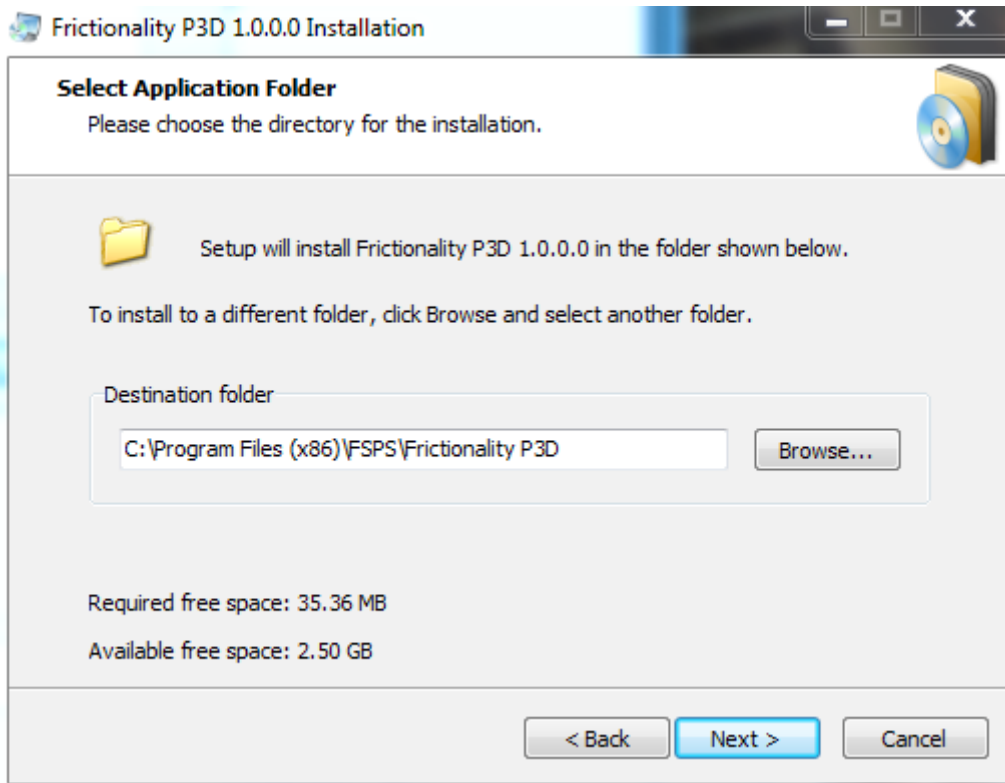 Frictionality P3D 1.0.0.0 Installation
Select Application Folder
Please choose the directory for the installation.
Setup will install Frictionality P3D 1.0.0.0 in the folder shown below.
To install to a different folder, click Browse and select another folder.
Destination folder
C:\Program Files (x86)\FSPS\Frictionality P3D
Browse...
Required free space: 35.36 MB
Available free space: 2.50 GB
< Back
Next >
Cancel